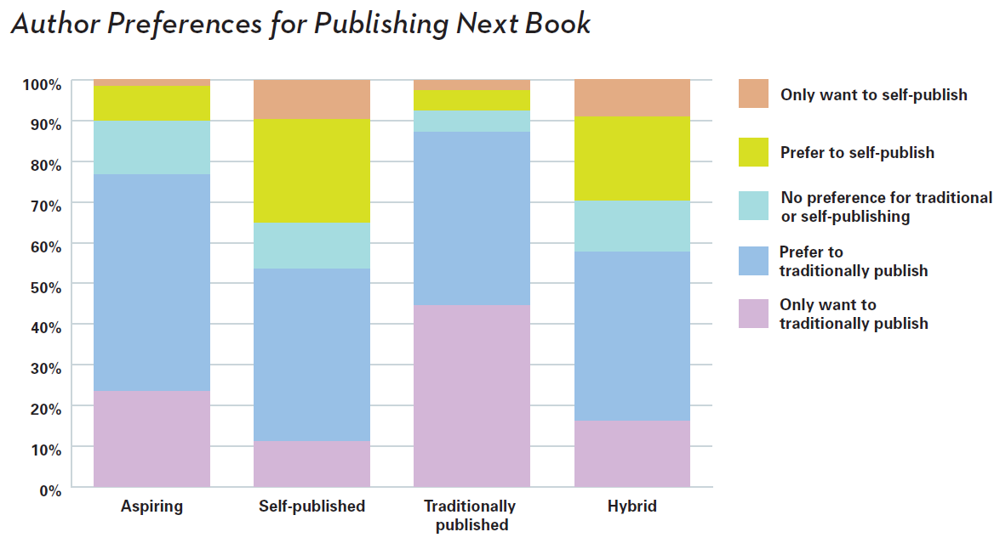 Author Preferences for Publishing Next Book
100%
90%
80%
70%
60%
50%
40%
30%
20%
10%
0%
Aspiring
Self-published
Traditionally
published
Hybrid
Only want to self-publish
Prefer to self-publish
No preference for traditional
or self-publishing
Prefer to
traditionally publish
Only want to
traditionally publish